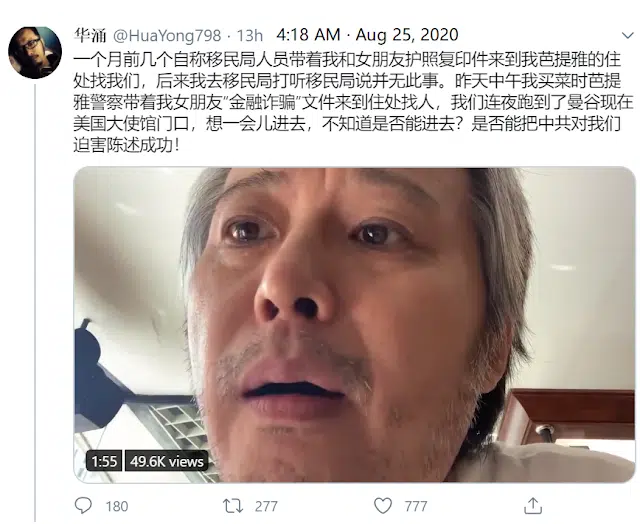 华涌 @HuaYong798 · 13h 4:18 AM · Aug 25, 2020
一个月前几个自称移民局人员带着我和女朋友护照复印件来到我芭提雅的住
处找我们，后来我去移民局打听移民局说并无此事。昨天中午我买菜时芭提
雅警察带着我女朋友“金融诈骗”文件来到住处找人，我们连夜跑到了曼谷现在
美国大使馆门口，想一会儿进去，不知道是否能进去？是否能把中共对我们
迫害陈述成功！
1:55 49.6K views
180 277 777